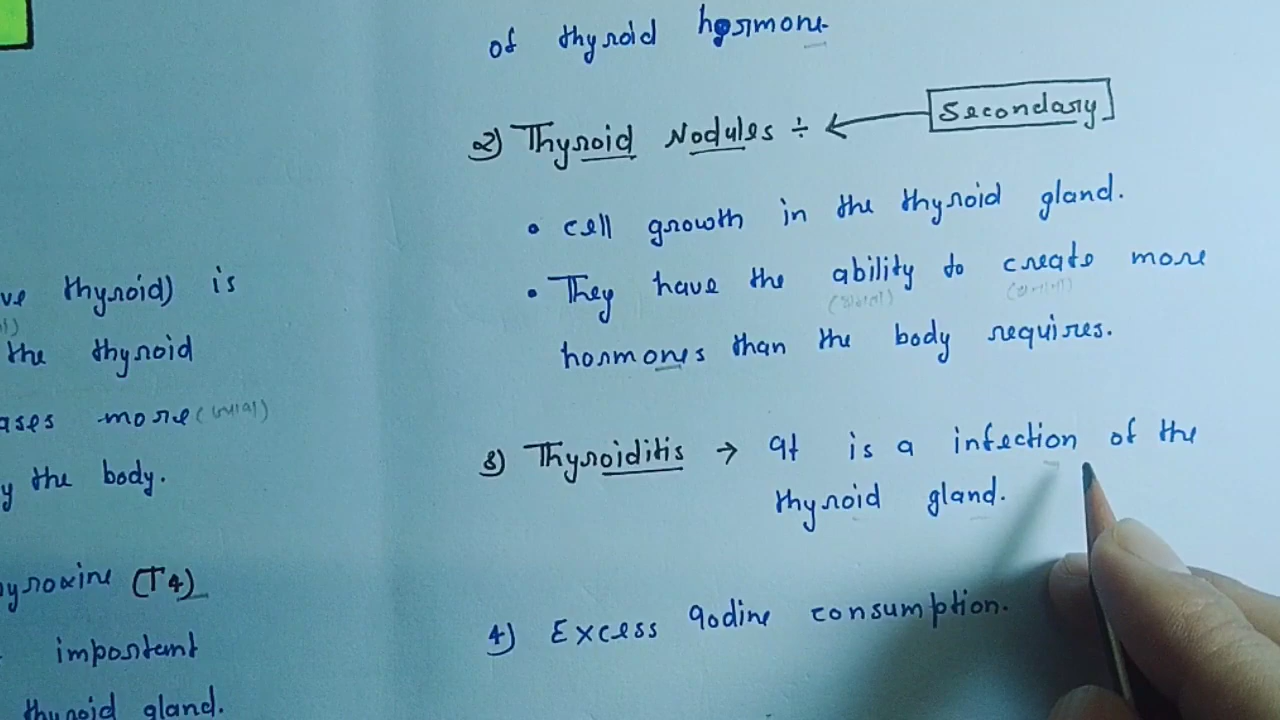 ve thyroid) is
the thyroid
ases more
y the body.
yroxine (T4)
important
thyroid gland.
of thyroid hormone.
2) Thyroid Nodules ÷ ← Secondary
• cell growth in the thyroid gland.
• They have the ability to create more
hormones than the body requires.
3) Thyroiditis → It is a infection of the
thyroid gland.
4) Excess Iodine consumption.